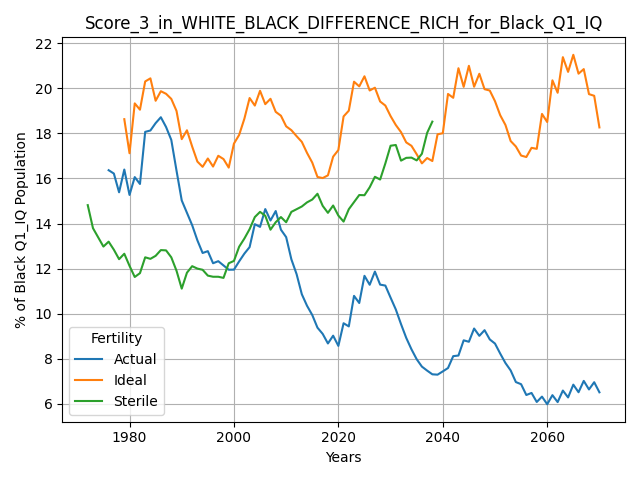 Score_3_in_WHITE_BLACK_DIFFERENCE_RICH_for_Black_Q1_IQ
% of Black Q1_IQ Population
22
20
18
16
14
12
10
8
6
Fertility
Actual
Ideal
Sterile
1980
2000
2020
2040
2060
Years